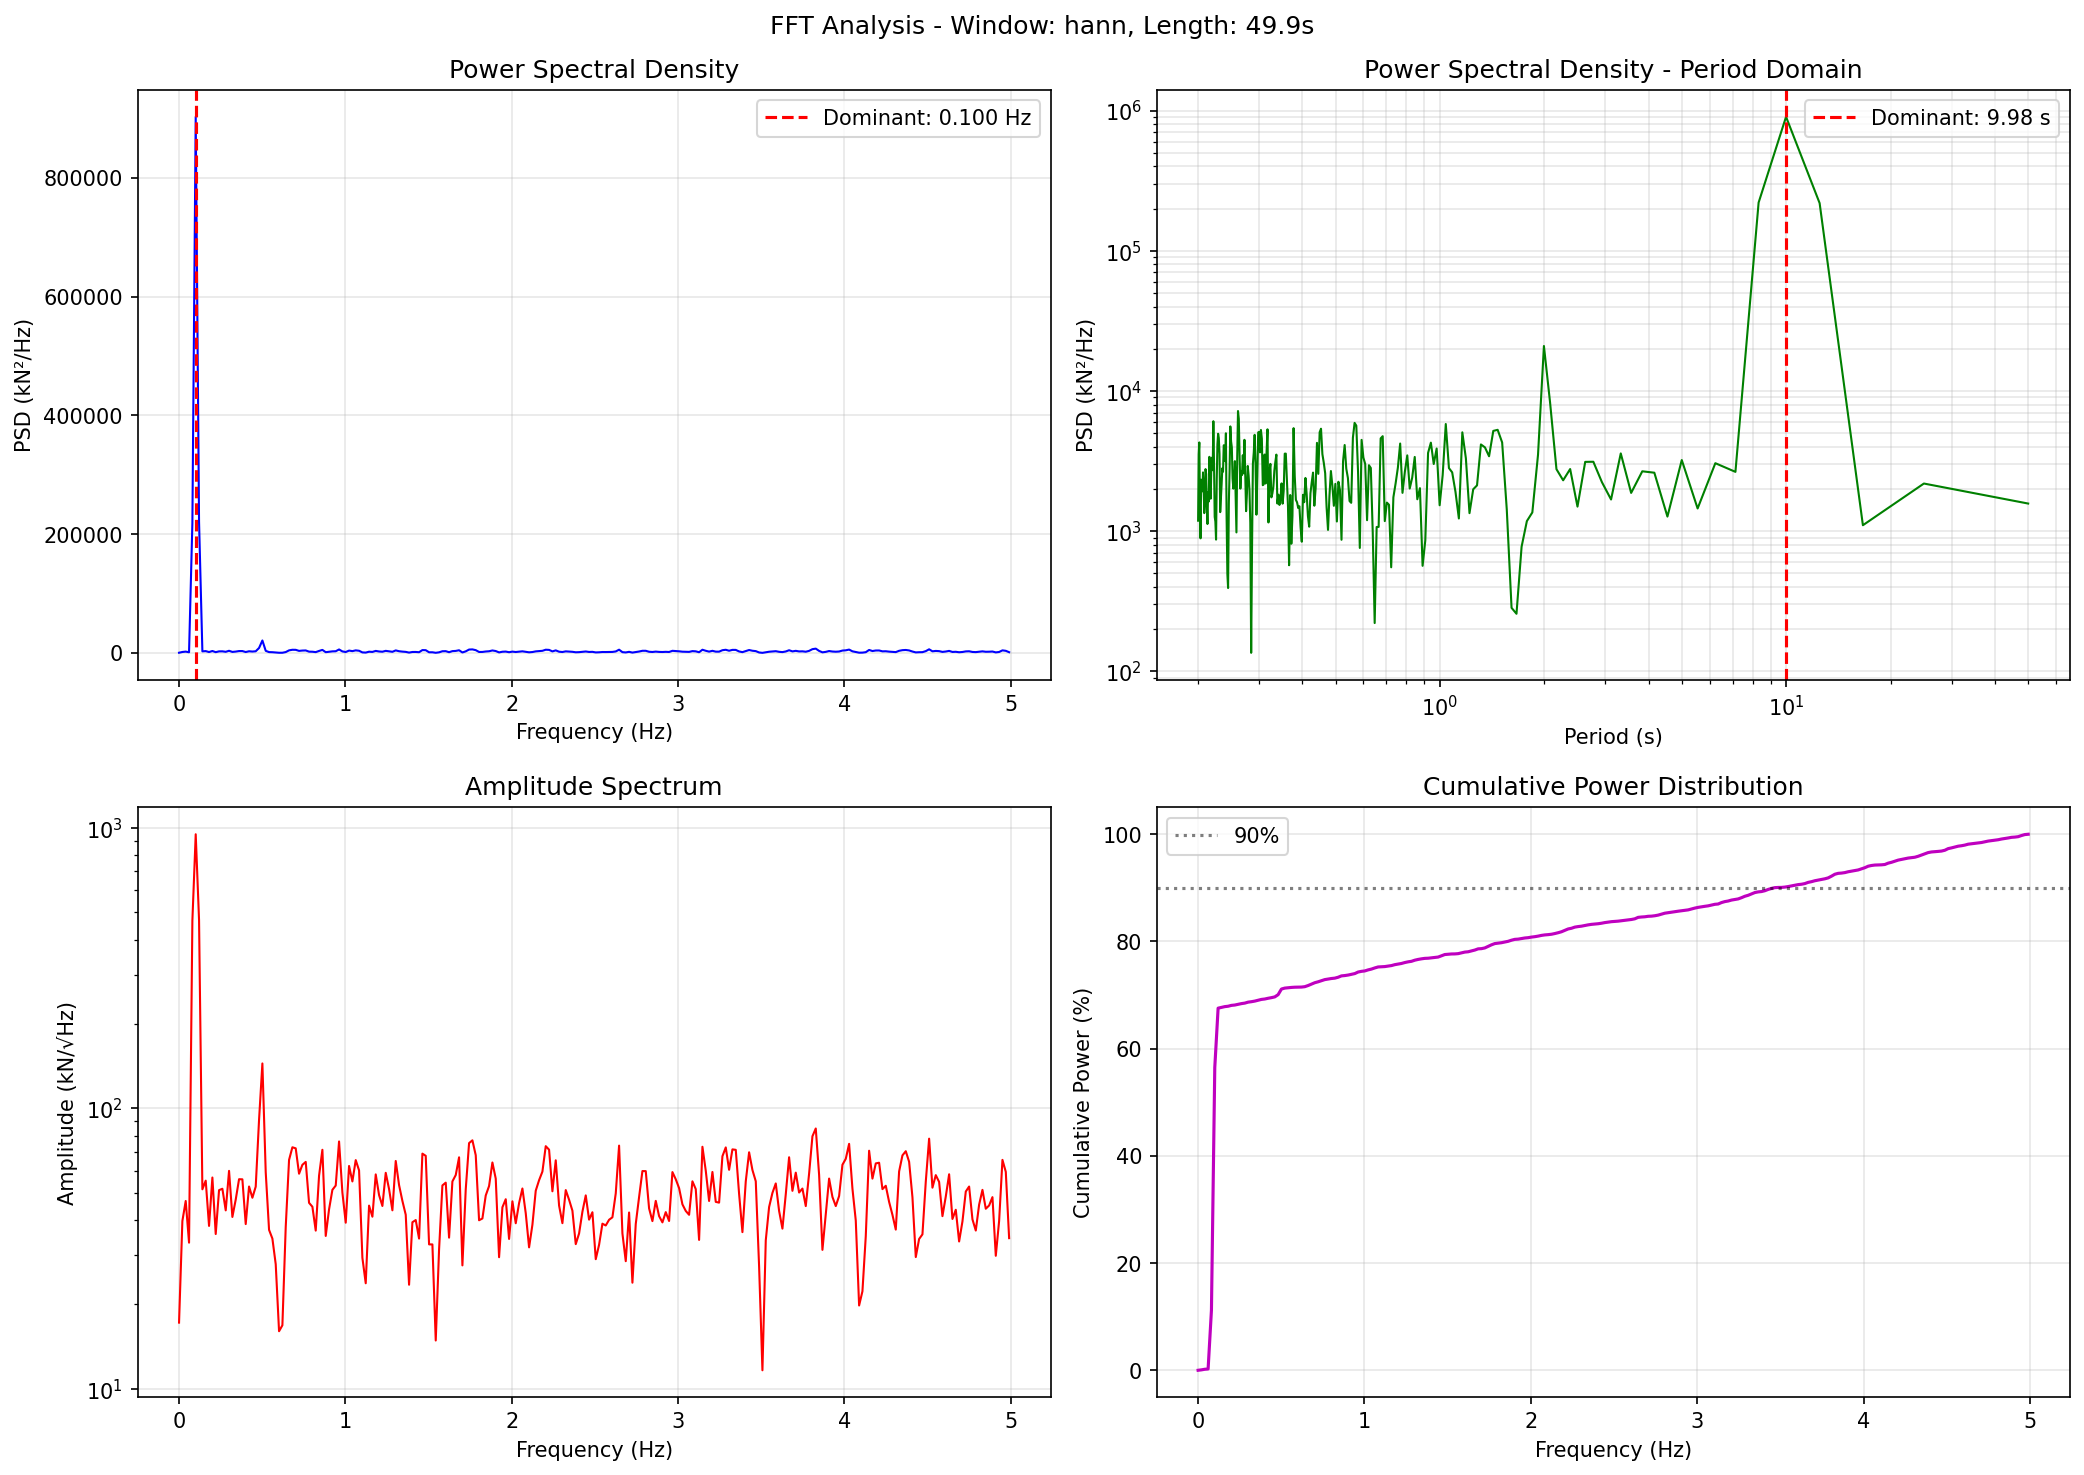 FFT Analysis - Window: hann, Length: 49.9s
Power Spectral Density
PSD (kN²/Hz)
800000
600000
400000
200000
0
Dominant: 0.100 Hz
0 1 2 3 4 5
Frequency (Hz)
Power Spectral Density - Period Domain
PSD (kN²/Hz)
10⁶
10⁵
10⁴
10³
10²
Dominant: 9.98 s
10⁰ 10¹
Period (s)
Amplitude Spectrum
Amplitude (kN/√Hz)
10³
10²
10¹
0 1 2 3 4 5
Frequency (Hz)
Cumulative Power Distribution
Cumulative Power (%)
100
80
60
40
20
0
90%
0 1 2 3 4 5
Frequency (Hz)